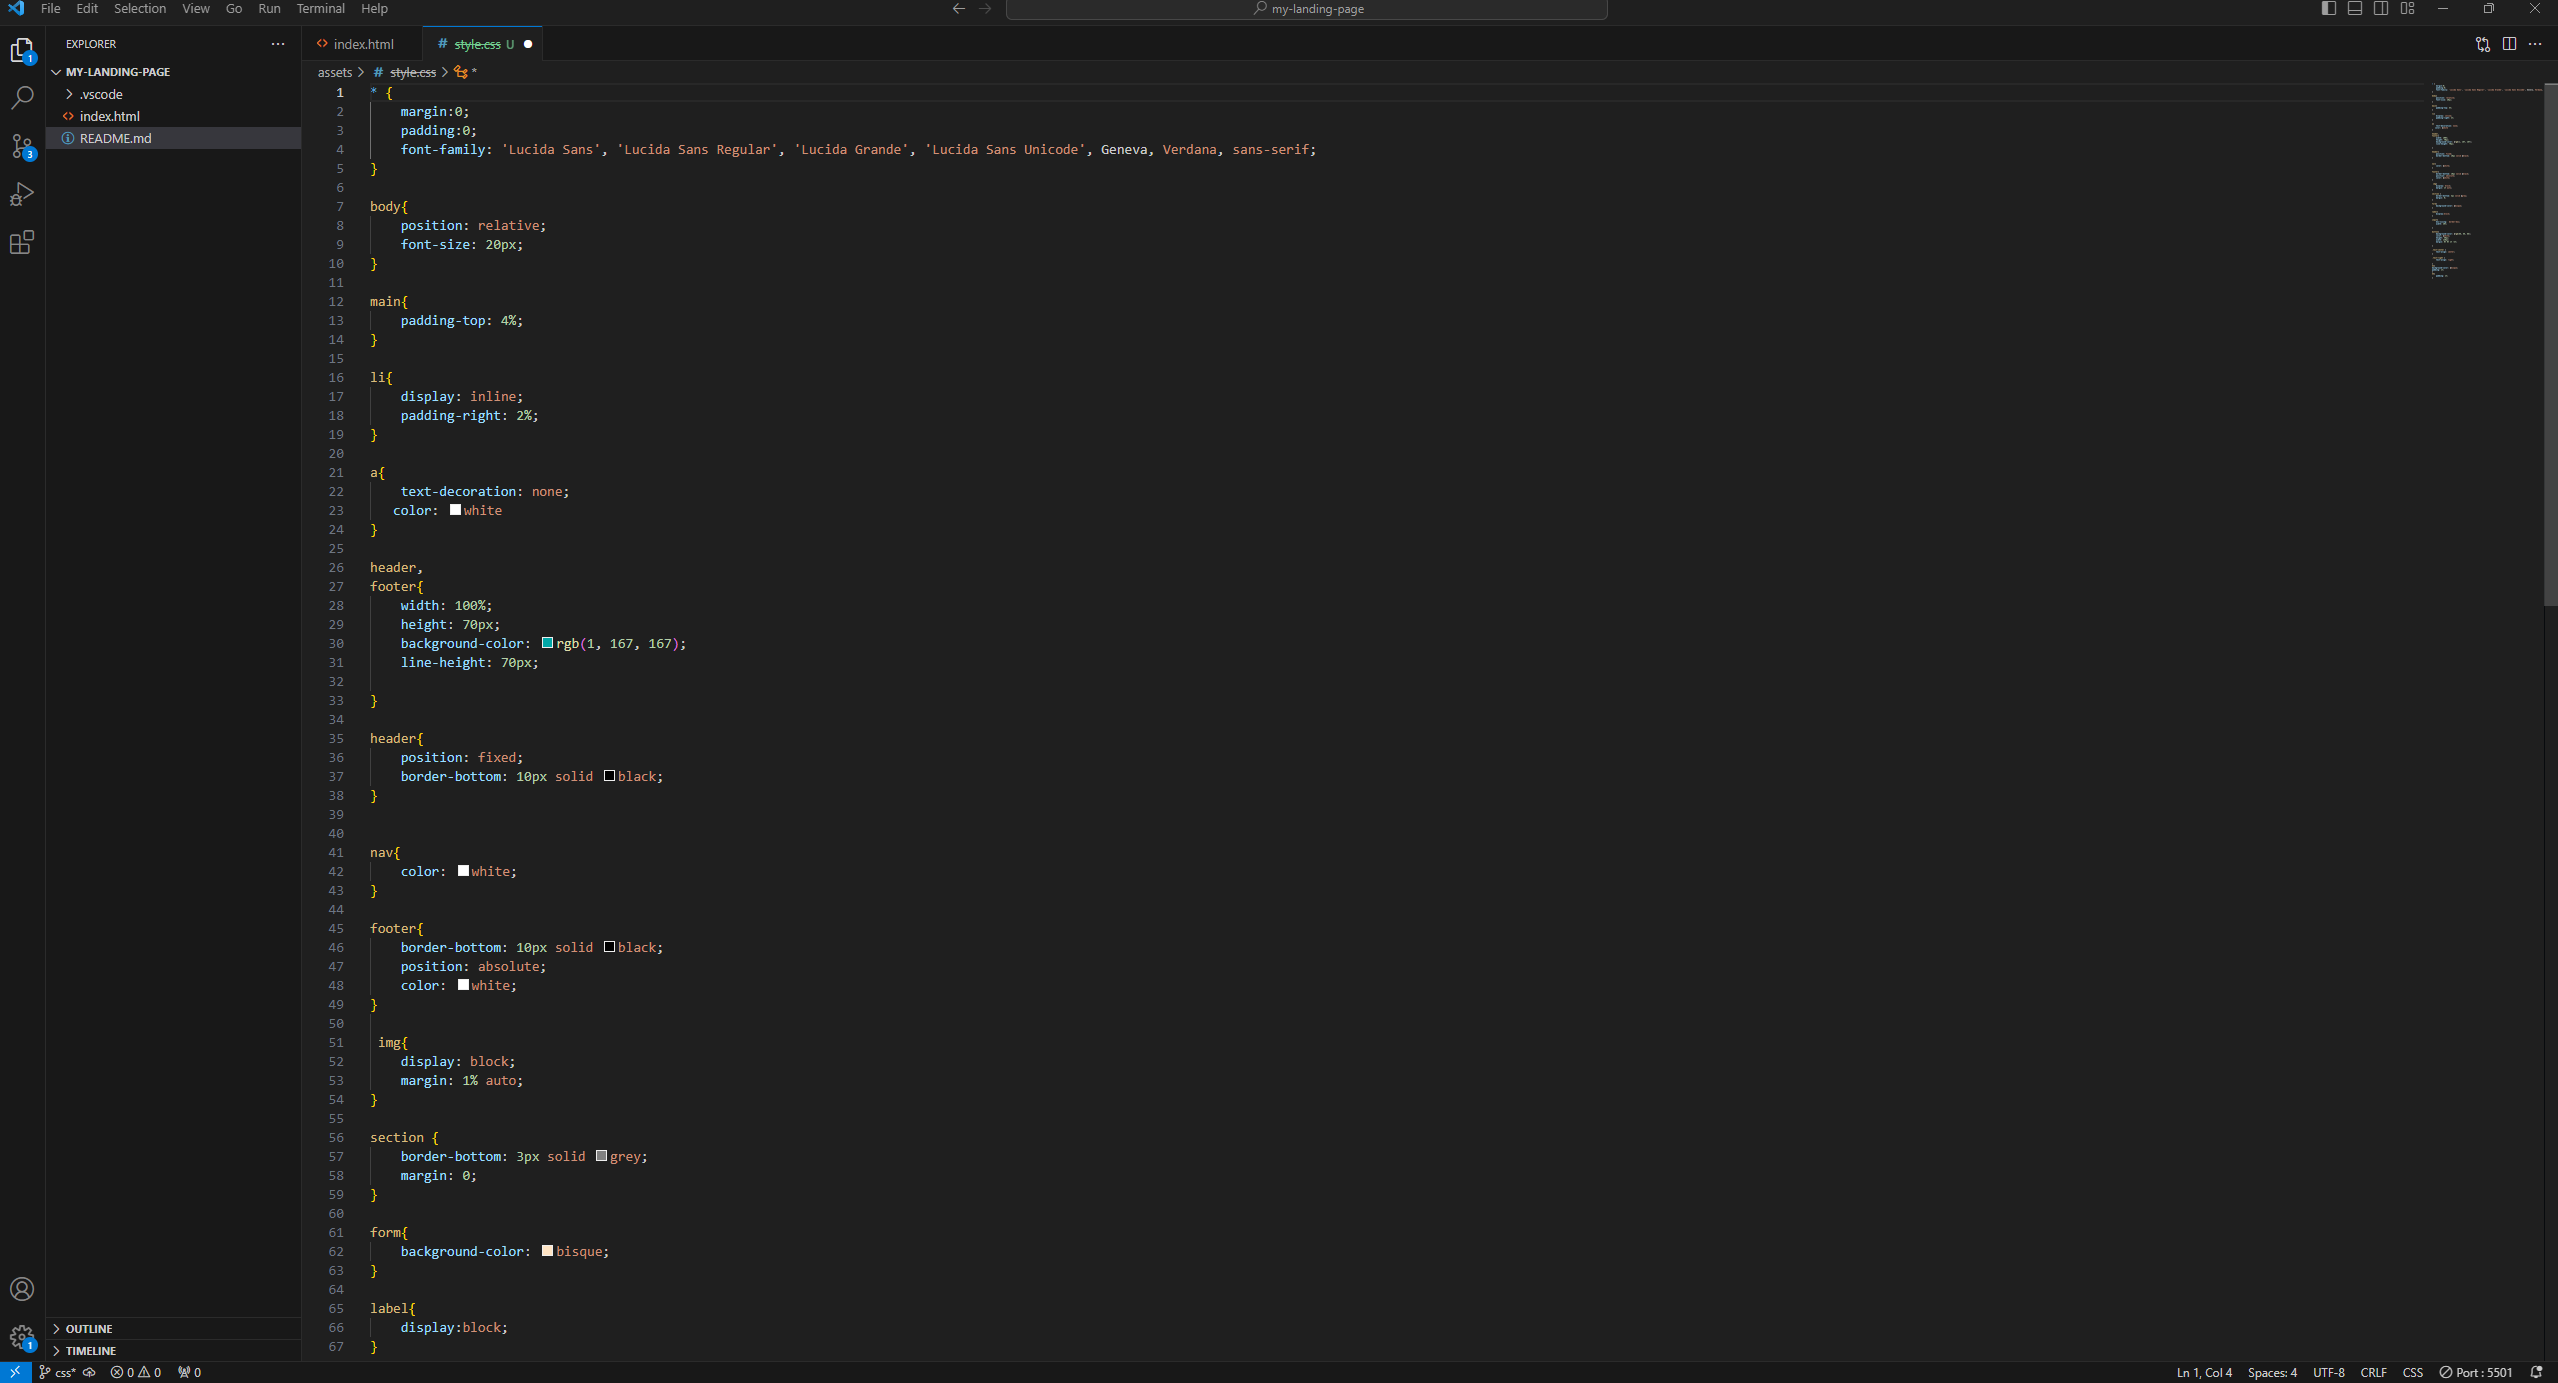 File Edit Selection View Go Run Terminal Help
my-landing-page
EXPLORER
MY-LANDING-PAGE
.vscode
index.html
README.md
OUTLINE
TIMELINE
1
3
1
index.html
# style.css U
assets > # style.css > *
1 * {
2 margin:0;
3 padding:0;
4 font-family: 'Lucida Sans', 'Lucida Sans Regular', 'Lucida Grande', 'Lucida Sans Unicode', Geneva, Verdana, sans-serif;
5 }
6
7 body{
8 position: relative;
9 font-size: 20px;
10 }
11
12 main{
13 padding-top: 4%;
14 }
15
16 li{
17 display: inline;
18 padding-right: 2%;
19 }
20
21 a{
22 text-decoration: none;
23 color: white
24 }
25
26 header,
27 footer{
28 width: 100%;
29 height: 70px;
30 background-color: rgb(1, 167, 167);
31 line-height: 70px;
32
33 }
34
35 header{
36 position: fixed;
37 border-bottom: 10px solid black;
38 }
39
40
41 nav{
42 color: white;
43 }
44
45 footer{
46 border-bottom: 10px solid black;
47 position: absolute;
48 color: white;
49 }
50
51 img{
52 display: block;
53 margin: 1% auto;
54 }
55
56 section {
57 border-bottom: 3px solid grey;
58 margin: 0;
59 }
60
61 form{
62 background-color: bisque;
63 }
64
65 label{
66 display:block;
67 }
css* 0 0 0
Ln 1, Col 4 Spaces: 4 UTF-8 CRLF CSS Port : 5501